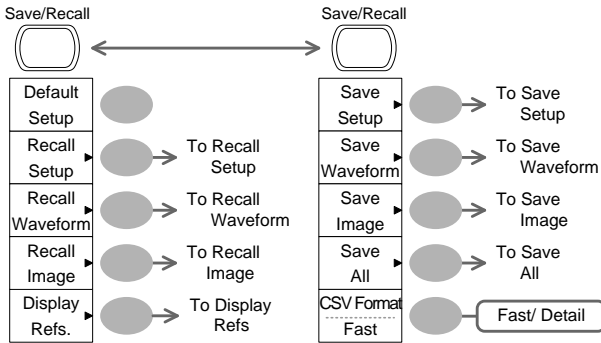 Save/Recall
Default
Setup
Recall
Setup
To Recall
Setup
Recall
Waveform
To Recall
Waveform
Recall
Image
To Recall
Image
Display
Refs.
To Display
Refs
Save/Recall
Save
Setup
To Save
Setup
Save
Waveform
To Save
Waveform
Save
Image
To Save
Image
Save
All
To Save
All
CSV Format
Fast
Fast/ Detail